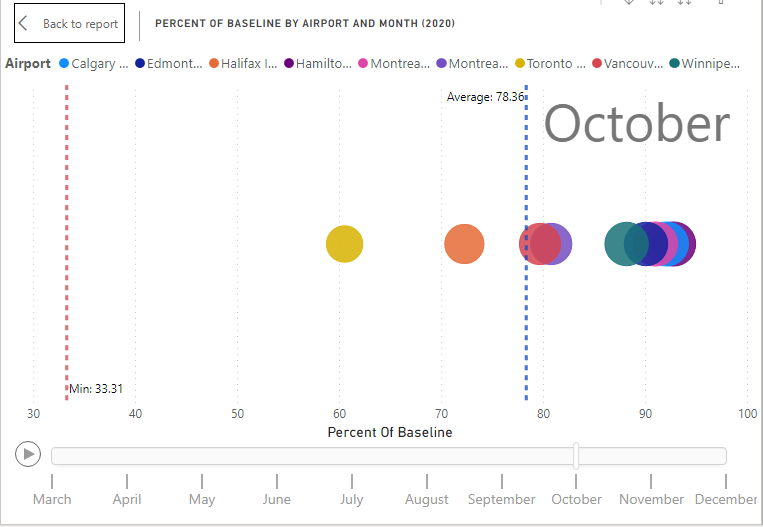 Back to report
PERCENT OF BASELINE BY AIRPORT AND MONTH (2020)
Airport Calgary ... Edmont... Halifax I... Hamilto... Montrea... Montrea... Toronto ... Vancouv... Winnipe...
Average: 78.36
October
Min: 33.31
30 40 50 60 70 80 90 100
Percent Of Baseline
March April May June July August September October November December